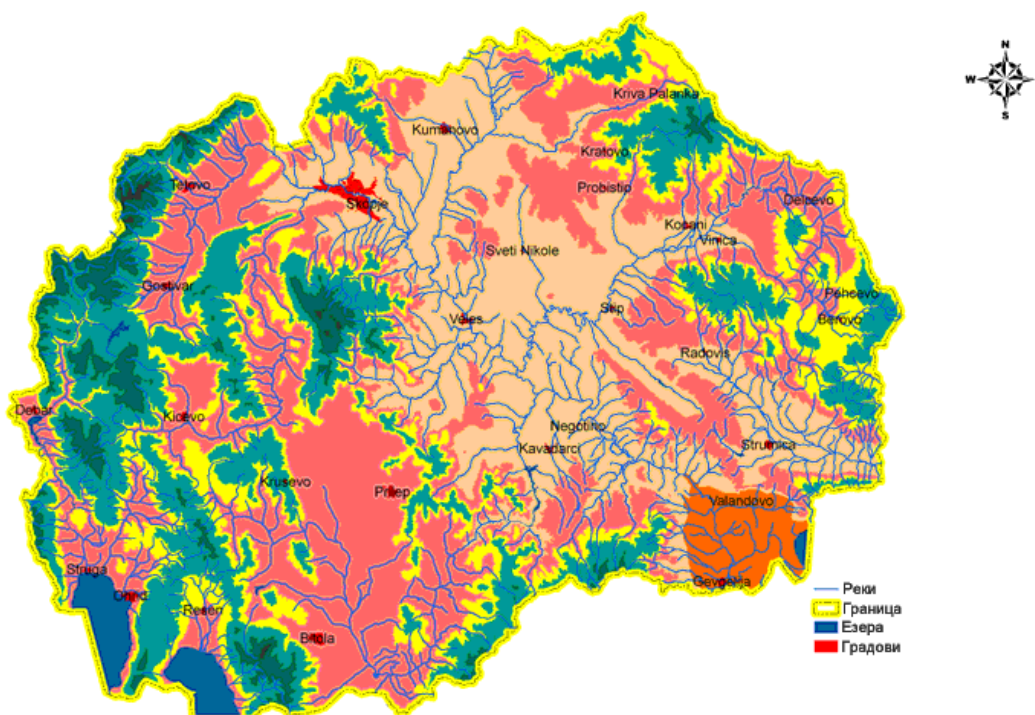 N
W
E
S
Kriva Palanka
Kumanovo
Kratovo
Tetovo
Probistip
Skopje
Delcevo
Kocani
Vinica
Sveti Nikole
Gostivar
Pehcevo
Stip
Veles
Berovo
Radovis
Debar
Kicevo
Negotino
Kavadarci
Strumica
Krusevo
Prilep
Valandovo
Struga
Gevgelija
Ohrid
Resen
Bitola
Реки
Граница
Езера
Градови